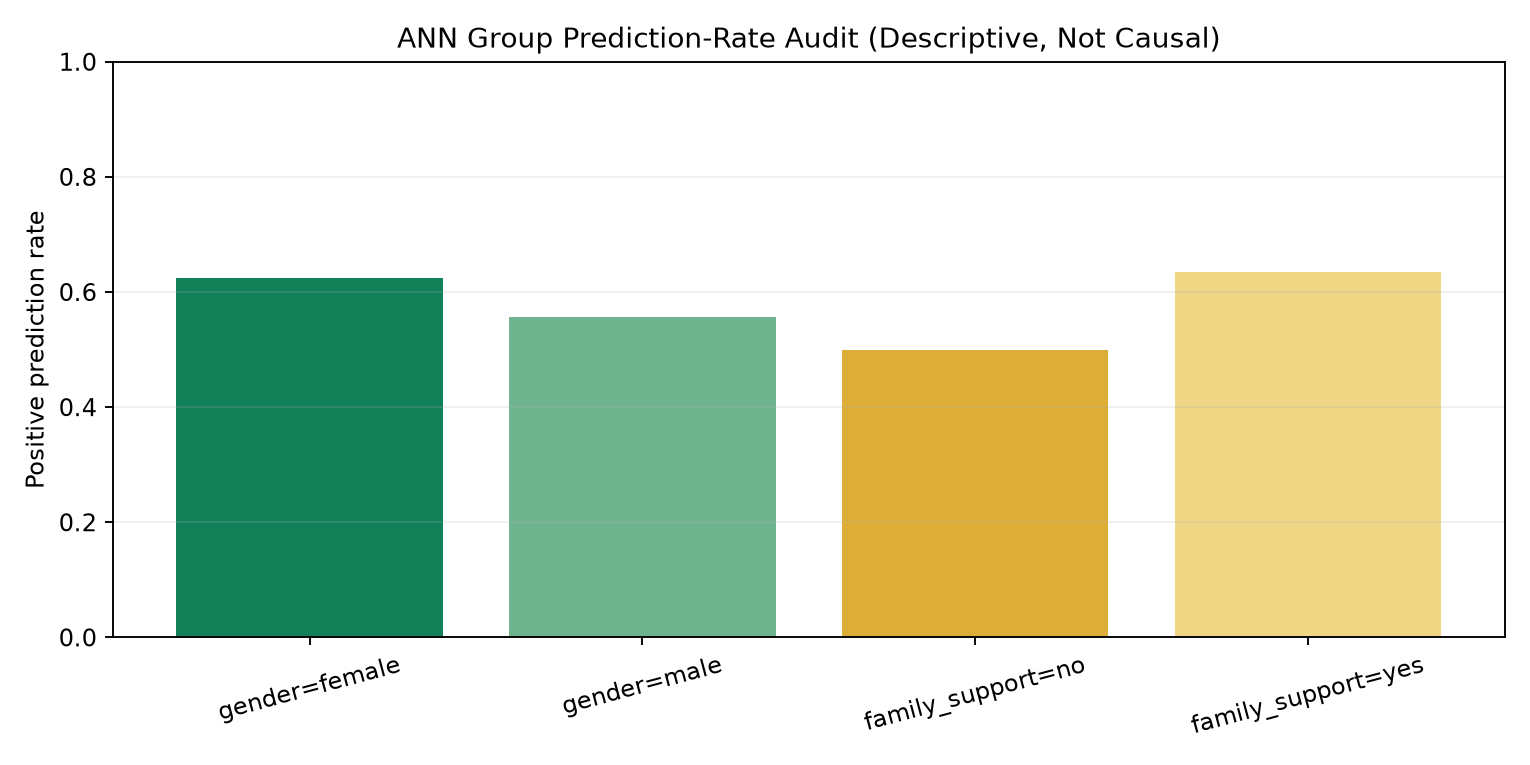 ANN Group Prediction-Rate Audit (Descriptive, Not Causal)
Positive prediction rate
1.0
0.8
0.6
0.4
0.2
0.0
gender=female
gender=male
family_support=no
family_support=yes